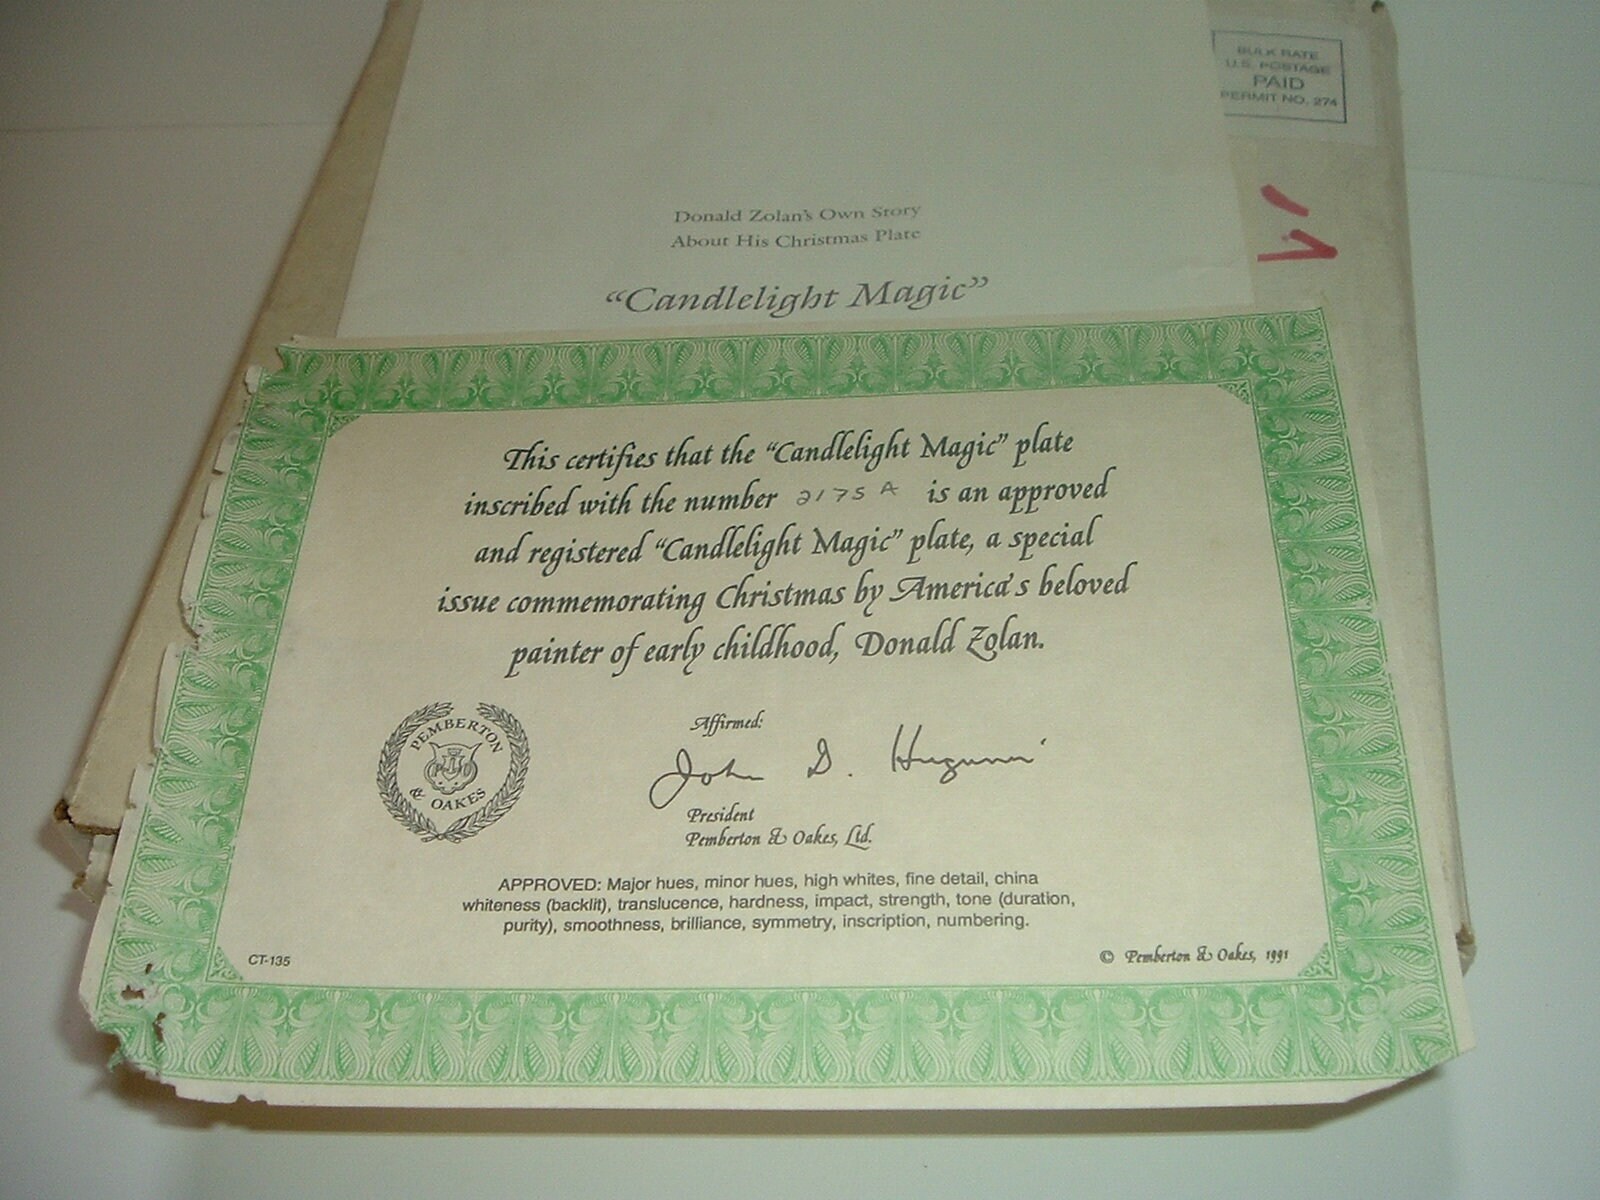 BULK RATE
U.S. POSTAGE
PAID
PERMIT NO. 274
Donald Zolan's Own Story
About His Christmas Plate
“Candlelight Magic”
This certifies that the “Candlelight Magic” plate
inscribed with the number 2175 A is an approved
and registered “Candlelight Magic” plate, a special
issue commemorating Christmas by America's beloved
painter of early childhood, Donald Zolan.
PEMBERTON
& OAKES
Affirmed:
John D. Hugunin
President
Pemberton & Oakes, Ltd.
APPROVED: Major hues, minor hues, high whites, fine detail, china
whiteness (backlit), translucence, hardness, impact, strength, tone (duration,
purity), smoothness, brilliance, symmetry, inscription, numbering.
CT-135
© Pemberton & Oakes, 1991